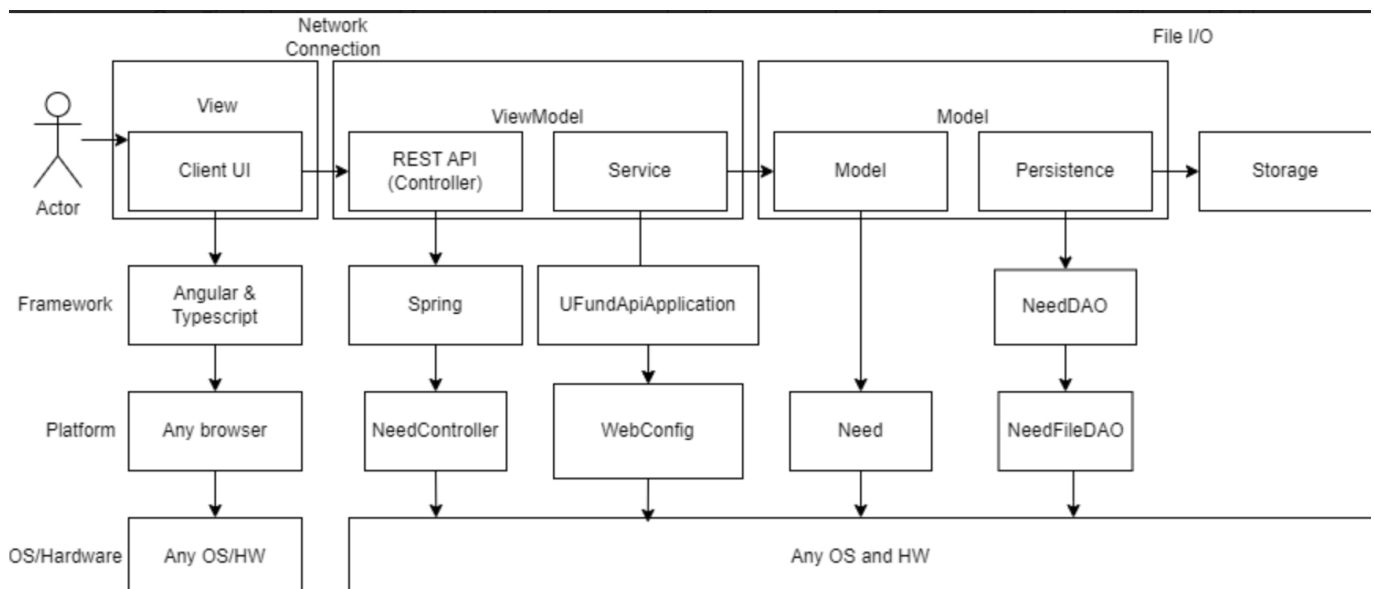 Network
Connection
File I/O
View
ViewModel
Model
Client UI
REST API
(Controller)
Service
Model
Persistence
Storage
Actor
Framework
Angular &
Typescript
Spring
UFundApiApplication
NeedDAO
Platform
Any browser
NeedController
WebConfig
Need
NeedFileDAO
OS/Hardware
Any OS/HW
Any OS and HW